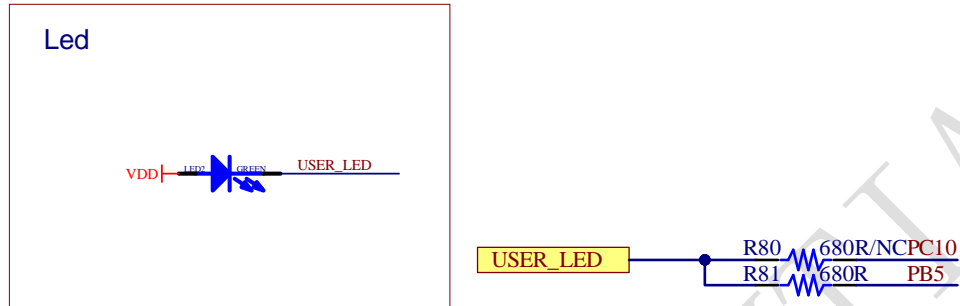 Led
VDD LED2 GREEN USER_LED
USER_LED
R80 680R/NC PC10
R81 680R PB5